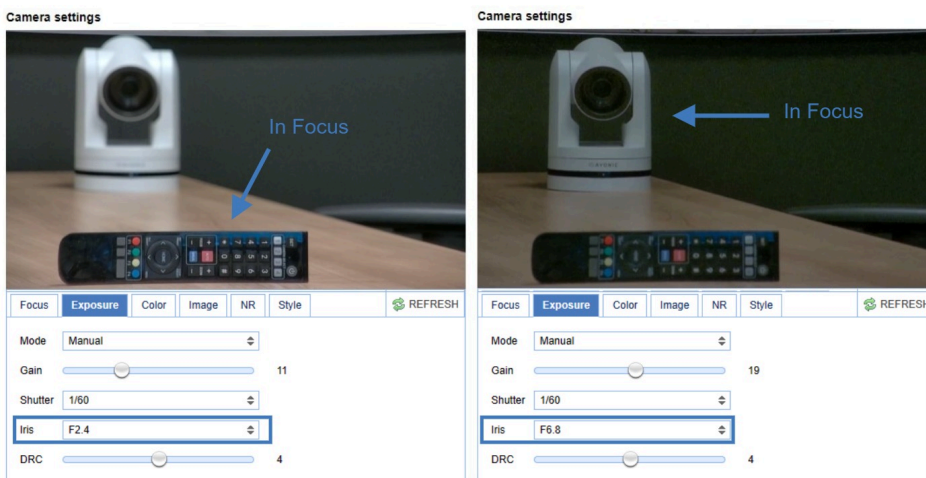 Camera settings
In Focus
Focus Exposure Color Image NR Style REFRESH
Mode Manual
Gain 11
Shutter 1/60
Iris F2.4
DRC 4
Camera settings
In Focus
AVONIC
Focus Exposure Color Image NR Style REFRESH
Mode Manual
Gain 19
Shutter 1/60
Iris F6.8
DRC 4